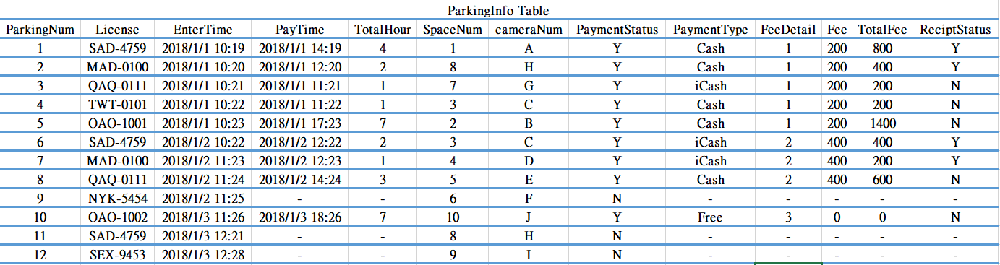 ParkingInfo Table
ParkingNum License EnterTime PayTime TotalHour SpaceNum cameraNum PaymentStatus PaymentType FeeDetail Fee TotalFee ReciptStatus
1 SAD-4759 2018/1/1 10:19 2018/1/1 14:19 4 1 A Y Cash 1 200 800 Y
2 MAD-0100 2018/1/1 10:20 2018/1/1 12:20 2 8 H Y Cash 1 200 400 Y
3 QAQ-0111 2018/1/1 10:21 2018/1/1 11:21 1 7 G Y iCash 1 200 200 N
4 TWT-0101 2018/1/1 10:22 2018/1/1 11:22 1 3 C Y Cash 1 200 200 N
5 OAO-1001 2018/1/1 10:23 2018/1/1 17:23 7 2 B Y Cash 1 200 1400 N
6 SAD-4759 2018/1/2 10:22 2018/1/2 12:22 2 3 C Y iCash 2 400 400 Y
7 MAD-0100 2018/1/2 11:23 2018/1/2 12:23 1 4 D Y iCash 2 400 200 Y
8 QAQ-0111 2018/1/2 11:24 2018/1/2 14:24 3 5 E Y Cash 2 400 600 N
9 NYK-5454 2018/1/2 11:25 - - 6 F N - - - - -
10 OAO-1002 2018/1/3 11:26 2018/1/3 18:26 7 10 J Y Free 3 0 0 N
11 SAD-4759 2018/1/3 12:21 - - 8 H N - - - - -
12 SEX-9453 2018/1/3 12:28 - - 9 I N - - - - -